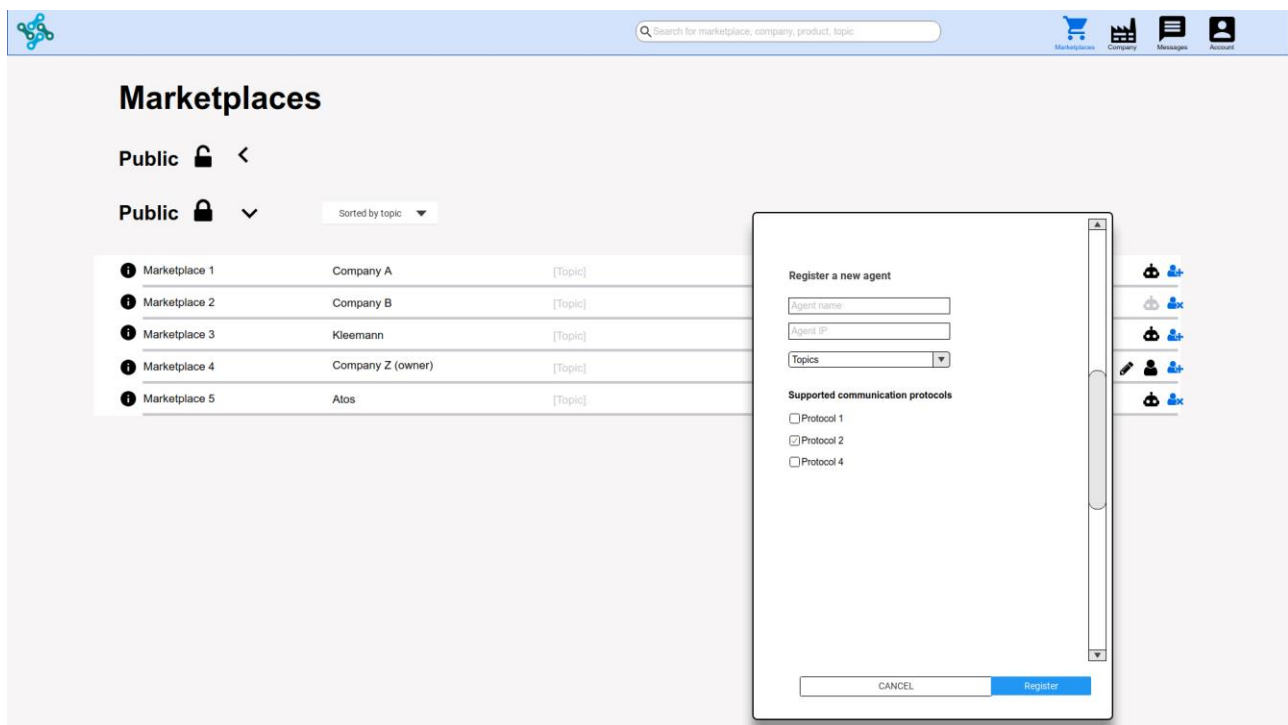 Search for marketplace, company, product, topic
Marketplaces Company Messages Account
Marketplaces
Public
Public
Sorted by topic
Marketplace 1 Company A [Topic]
Marketplace 2 Company B [Topic]
Marketplace 3 Kleemann [Topic]
Marketplace 4 Company Z (owner) [Topic]
Marketplace 5 Atos [Topic]
Register a new agent
Agent name
Agent IP
Topics
Supported communication protocols
Protocol 1
Protocol 2
Protocol 4
CANCEL Register